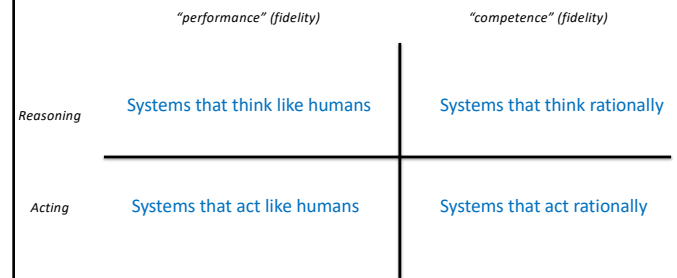 “performance” (fidelity) “competence” (fidelity)
Reasoning Systems that think like humans Systems that think rationally
Acting Systems that act like humans Systems that act rationally